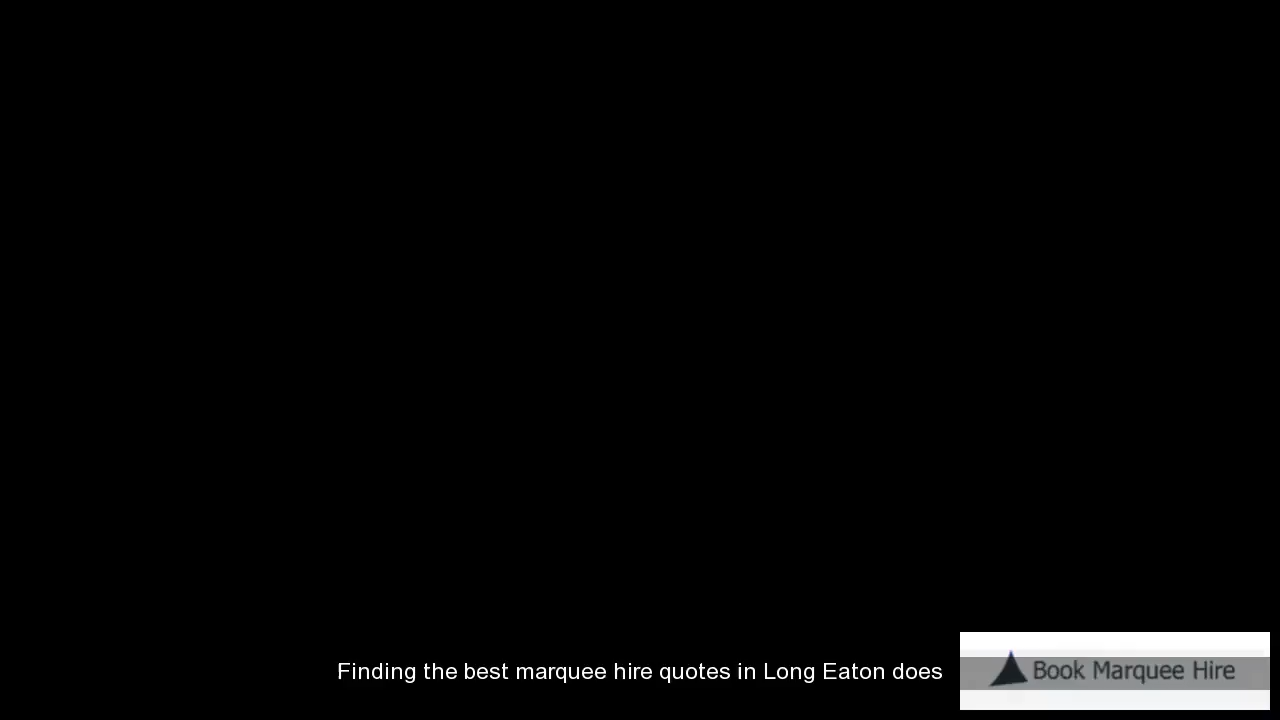 Finding the best marquee hire quotes in Long Eaton does
Book Marquee Hire